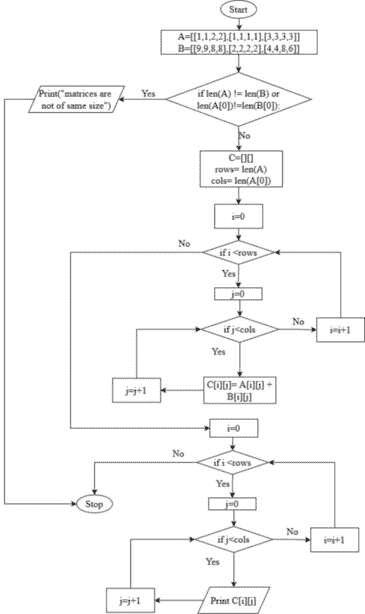 Start
A=[[1,1,2,2],[1,1,1,1],[3,3,3,3]]
B=[[9,9,8,8],[2,2,2,2],[4,4,8,6]]
Print("matrices are
not of same size")
Yes
if len(A) != len(B) or
len(A[0])!=len(B[0]):
No
C=[][]
rows= len(A)
cols= len(A[0])
i=0
No
if i <rows
Yes
j=0
if j<cols
No
i=i+1
Yes
j=j+1
C[i][j]= A[i][j] +
B[i][j]
i=0
No
if i <rows
Yes
Stop
j=0
if j<cols
No
i=i+1
Yes
j=j+1
Print C[i][j]